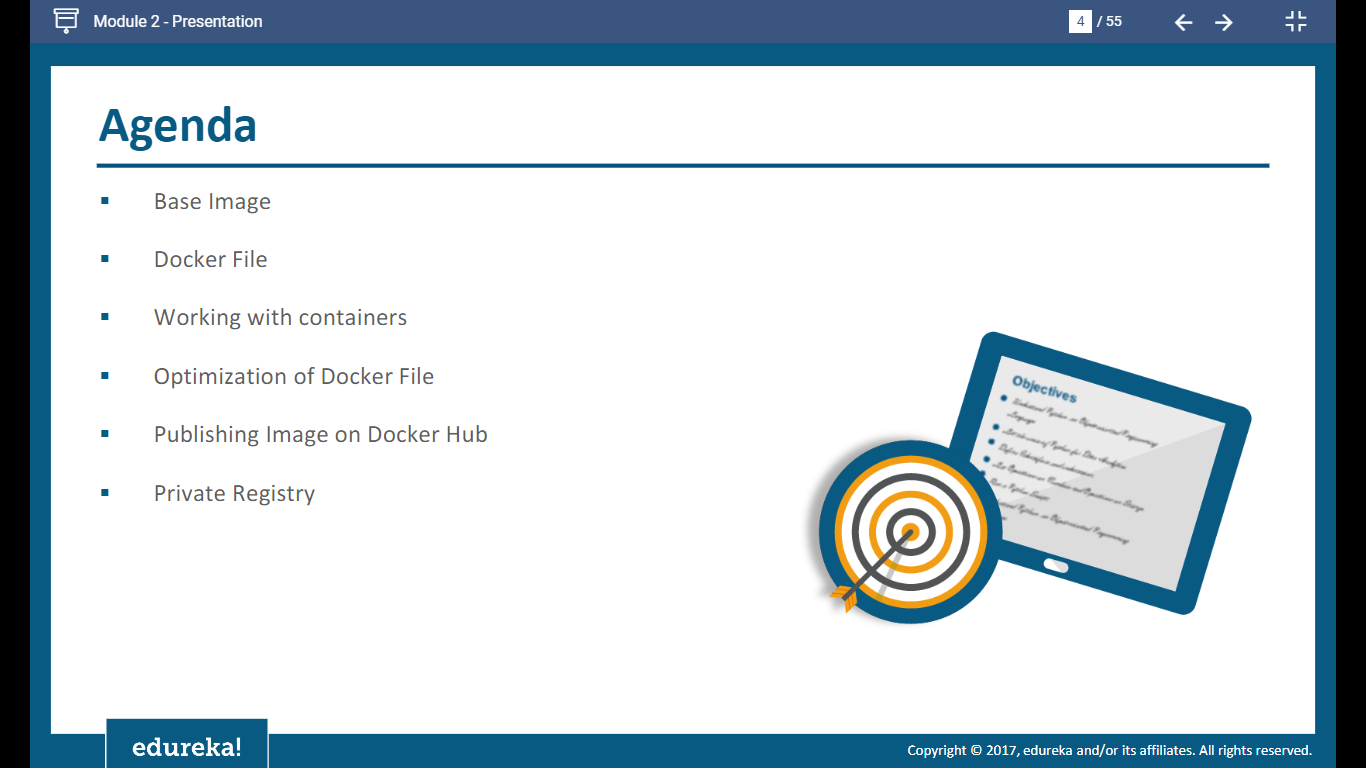 Module 2 - Presentation
4 / 55
Agenda
▪ Base Image
▪ Docker File
▪ Working with containers
▪ Optimization of Docker File
▪ Publishing Image on Docker Hub
▪ Private Registry
Objectives
edureka!
Copyright © 2017, edureka and/or its affiliates. All rights reserved.